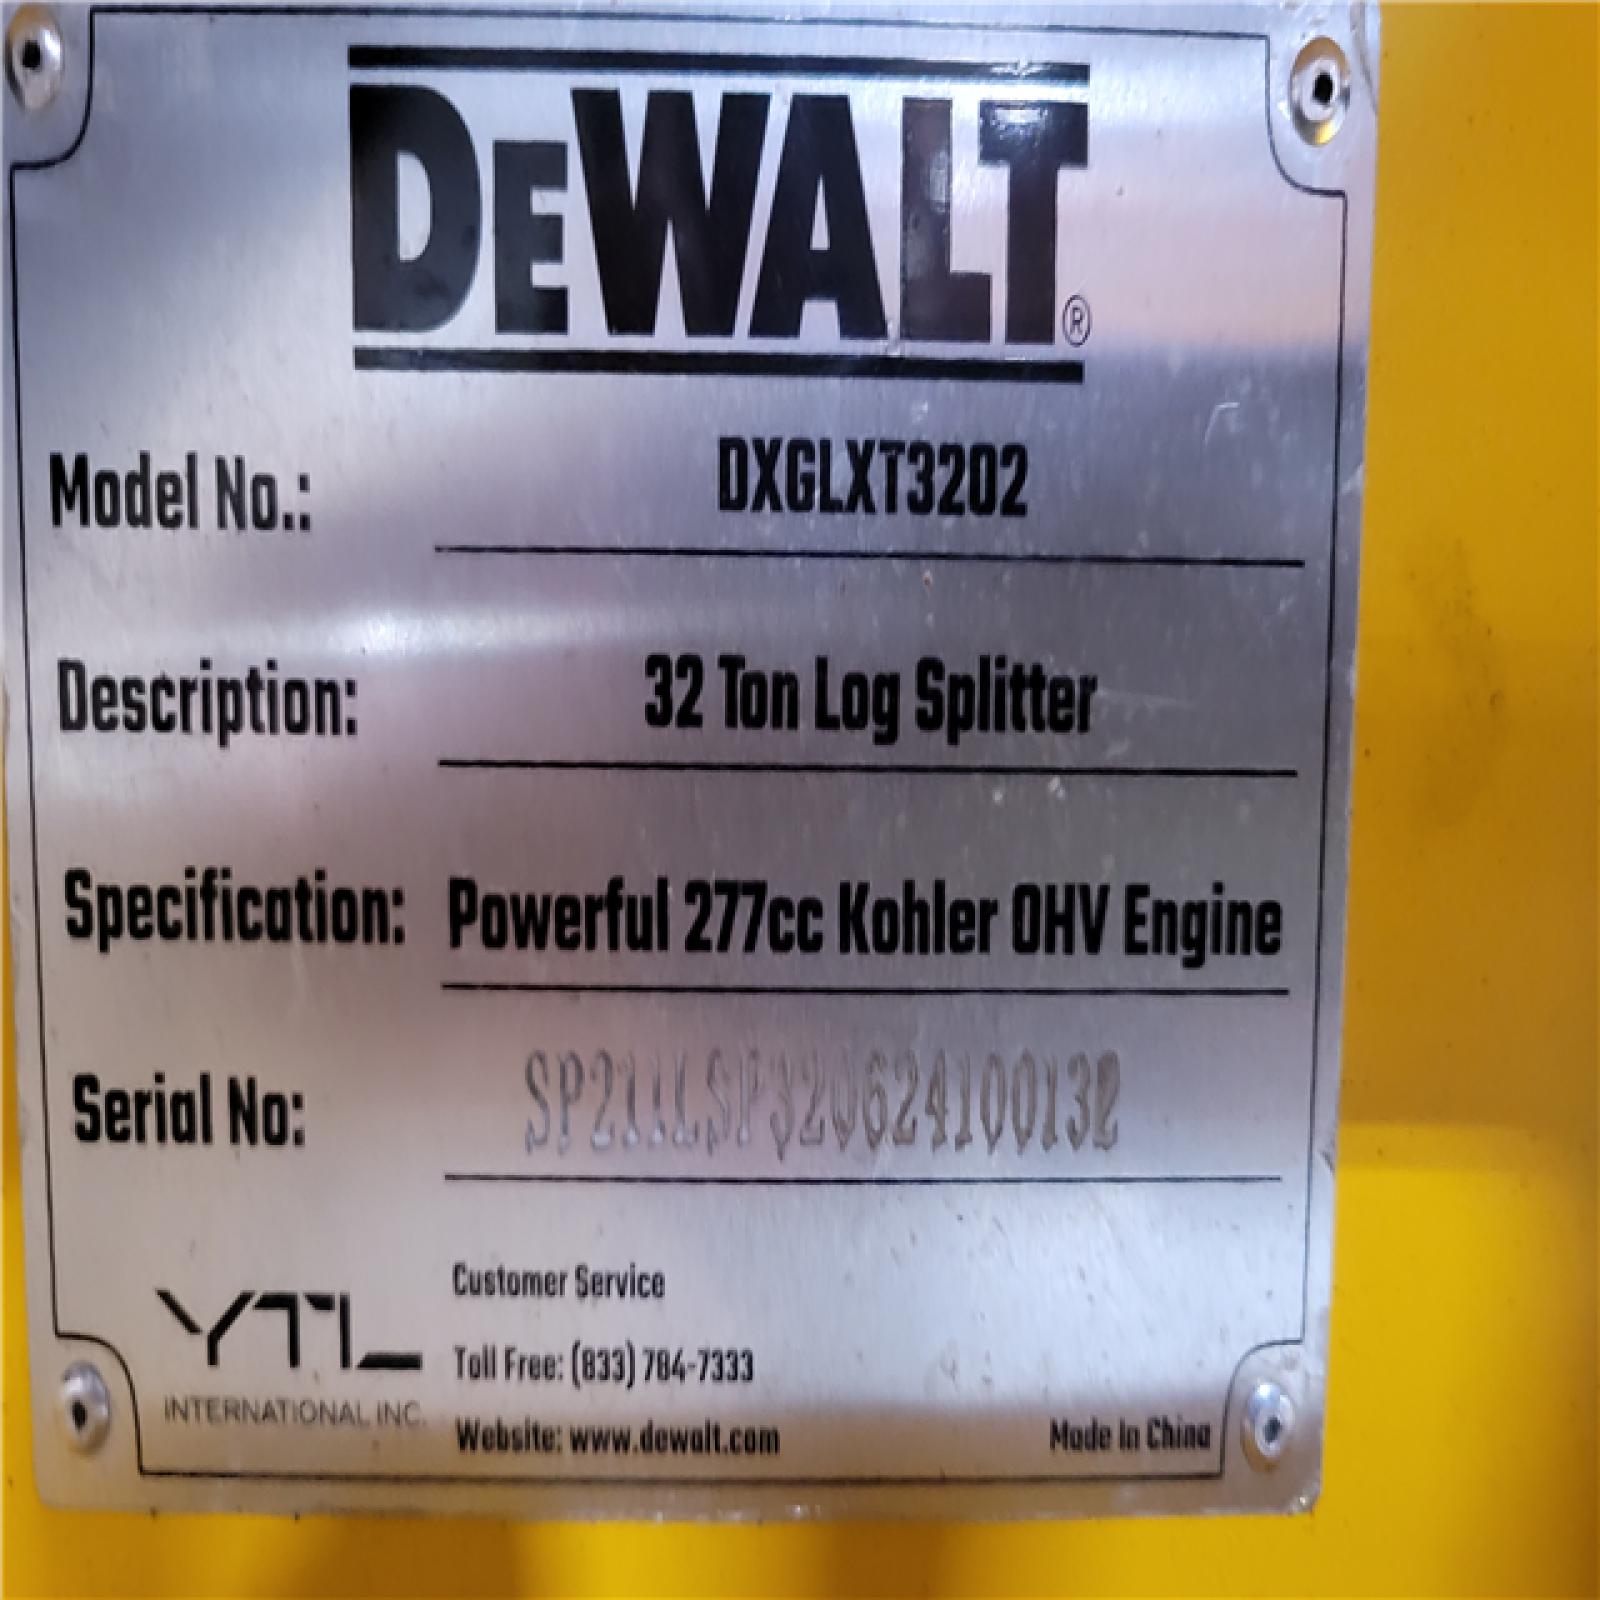 DEWALT®
Model No.: DXGLXT3202
Description: 32 Ton Log Splitter
Specification: Powerful 277cc Kohler OHV Engine
Serial No: SP211LSP320624100132
YTL
INTERNATIONAL INC.
Customer Service
Toll Free: (833) 784-7333
Website: www.dewalt.com
Made In China